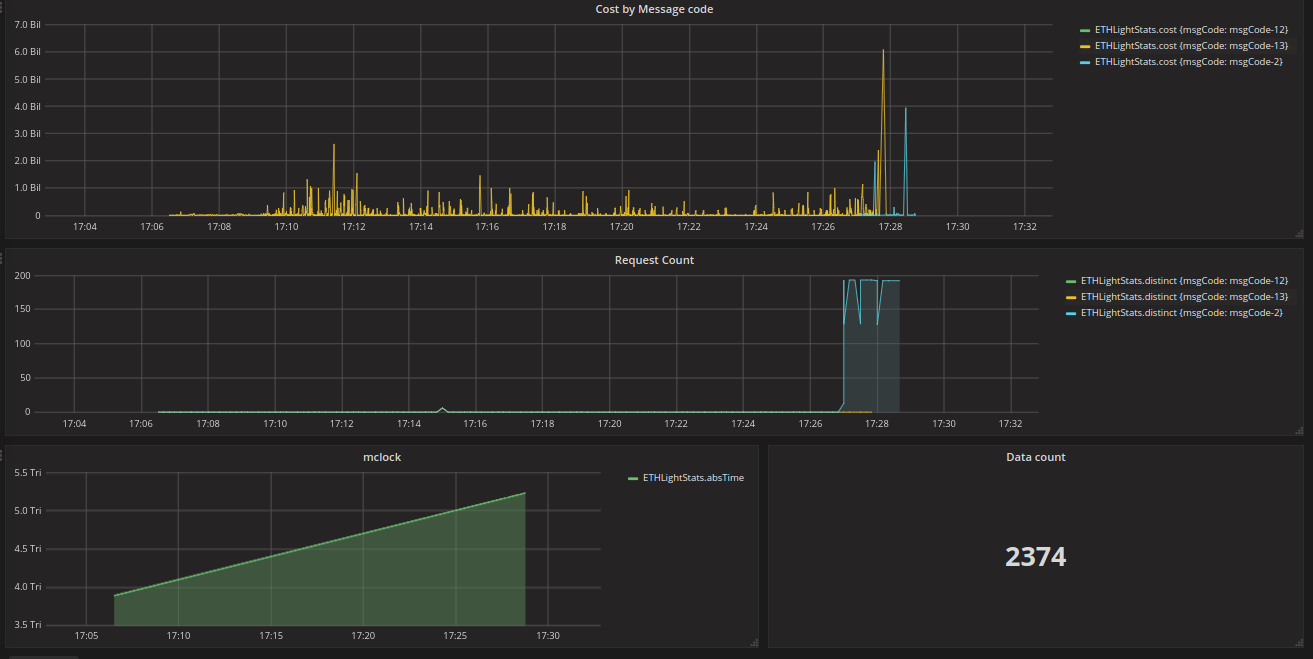 Cost by Message code
7.0 Bil
6.0 Bil
5.0 Bil
4.0 Bil
3.0 Bil
2.0 Bil
1.0 Bil
0
17:04 17:06 17:08 17:10 17:12 17:14 17:16 17:18 17:20 17:22 17:24 17:26 17:28 17:30 17:32
ETHLightStats.cost {msgCode: msgCode-12}
ETHLightStats.cost {msgCode: msgCode-13}
ETHLightStats.cost {msgCode: msgCode-2}
Request Count
200
150
100
50
0
17:04 17:06 17:08 17:10 17:12 17:14 17:16 17:18 17:20 17:22 17:24 17:26 17:28 17:30 17:32
ETHLightStats.distinct {msgCode: msgCode-12}
ETHLightStats.distinct {msgCode: msgCode-13}
ETHLightStats.distinct {msgCode: msgCode-2}
mclock
5.5 Tri
5.0 Tri
4.5 Tri
4.0 Tri
3.5 Tri
17:05 17:10 17:15 17:20 17:25 17:30
ETHLightStats.absTime
Data count
2374